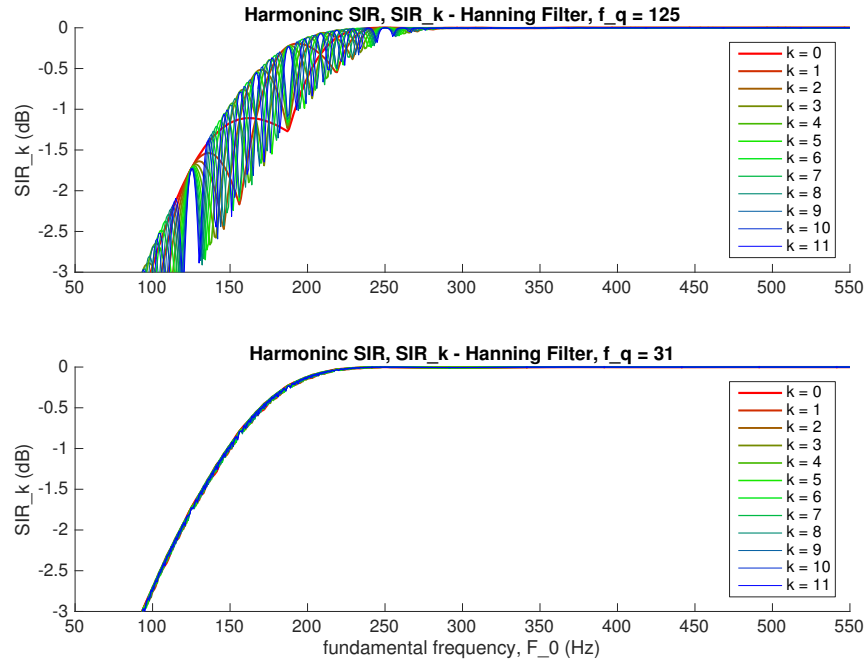 Harmoninc SIR, SIR_k - Hanning Filter, f_q = 125
0
-0.5
-1
-1.5
-2
-2.5
-3
SIR_k (dB)
50 100 150 200 250 300 350 400 450 500 550
k = 0
k = 1
k = 2
k = 3
k = 4
k = 5
k = 6
k = 7
k = 8
k = 9
k = 10
k = 11
Harmoninc SIR, SIR_k - Hanning Filter, f_q = 31
0
-0.5
-1
-1.5
-2
-2.5
-3
SIR_k (dB)
50 100 150 200 250 300 350 400 450 500 550
fundamental frequency, F_0 (Hz)
k = 0
k = 1
k = 2
k = 3
k = 4
k = 5
k = 6
k = 7
k = 8
k = 9
k = 10
k = 11